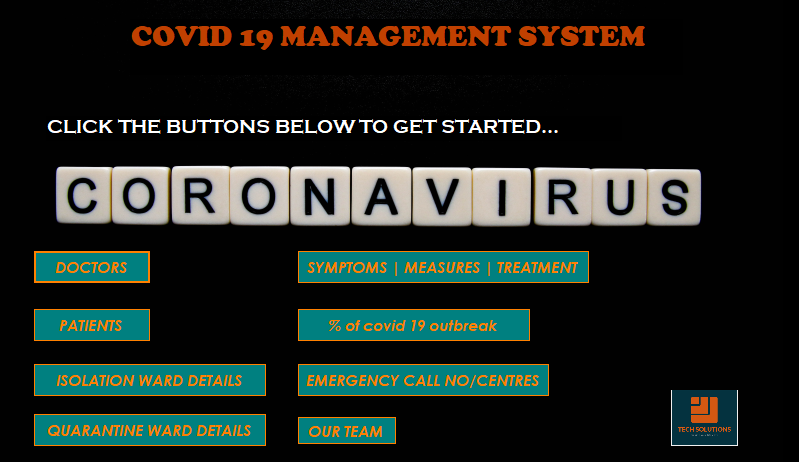 COVID 19 MANAGEMENT SYSTEM
CLICK THE BUTTONS BELOW TO GET STARTED...
CORONAVIRUS
DOCTORS
SYMPTOMS | MEASURES | TREATMENT
PATIENTS
% of covid 19 outbreak
ISOLATION WARD DETAILS
EMERGENCY CALL NO/CENTRES
QUARANTINE WARD DETAILS
OUR TEAM
TECH SOLUTIONS